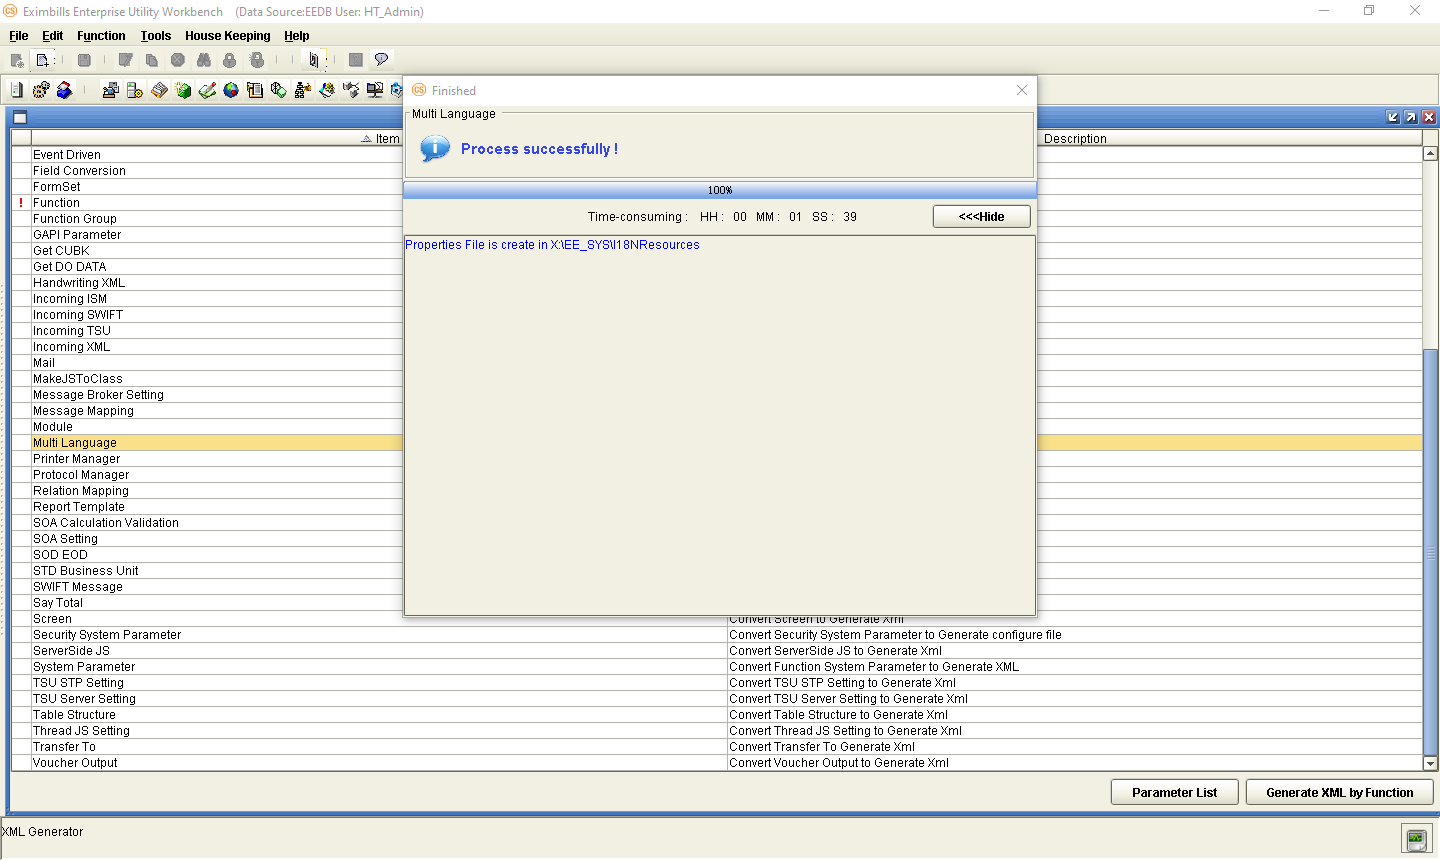 Eximbills Enterprise Utility Workbench (Data Source:EEDB User: HT_Admin)
File Edit Function Tools House Keeping Help
Finished
Multi Language
Process successfully !
100%
Time-consuming : HH : 00 MM : 01 SS : 39
<<<Hide
Properties File is create in X:\EE_SYS\I18NResources
Item
Description
Event Driven
Field Conversion
FormSet
! Function
Function Group
GAPI Parameter
Get CUBK
Get DO DATA
Handwriting XML
Incoming ISM
Incoming SWIFT
Incoming TSU
Incoming XML
Mail
MakeJSToClass
Message Broker Setting
Message Mapping
Module
Multi Language
Printer Manager
Protocol Manager
Relation Mapping
Report Template
SOA Calculation Validation
SOA Setting
SOD EOD
STD Business Unit
SWIFT Message
Say Total
Screen Convert Screen to Generate Xml
Security System Parameter Convert Security System Parameter to Generate configure file
ServerSide JS Convert ServerSide JS to Generate Xml
System Parameter Convert Function System Parameter to Generate XML
TSU STP Setting Convert TSU STP Setting to Generate Xml
TSU Server Setting Convert TSU Server Setting to Generate Xml
Table Structure Convert Table Structure to Generate Xml
Thread JS Setting Convert Thread JS Setting to Generate Xml
Transfer To Convert Transfer To Generate Xml
Voucher Output Convert Voucher Output to Generate Xml
Parameter List Generate XML by Function
XML Generator